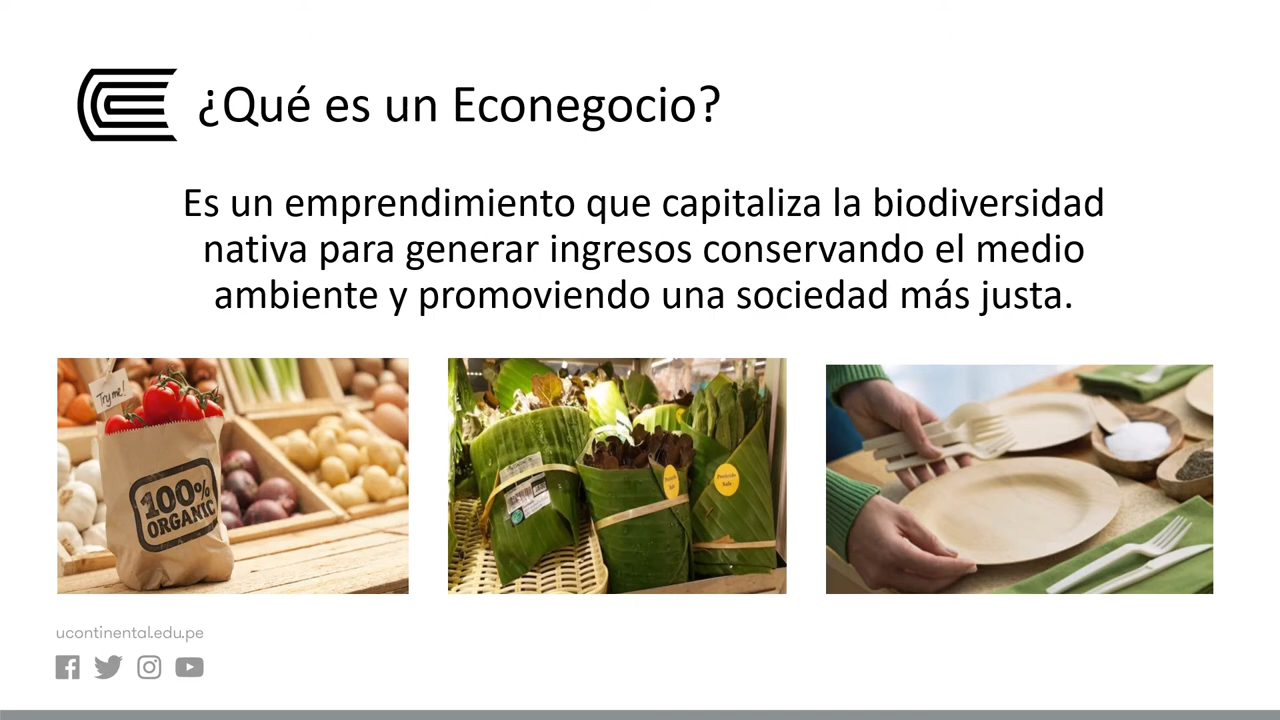 ¿Qué es un Econegocio?
Es un emprendimiento que capitaliza la biodiversidad
nativa para generar ingresos conservando el medio
ambiente y promoviendo una sociedad más justa.
Try me!
100%
ORGANIC
ucontinental.edu.pe